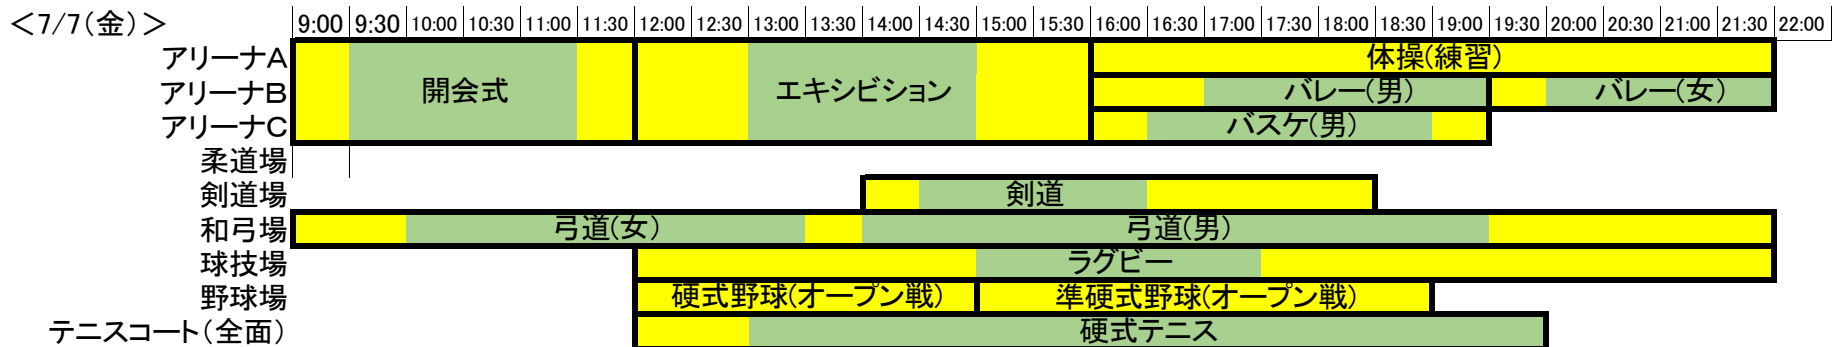 ＜7/7(金)＞ 9:00 9:30 10:00 10:30 11:00 11:30 12:00 12:30 13:00 13:30 14:00 14:30 15:00 15:30 16:00 16:30 17:00 17:30 18:00 18:30 19:00 19:30 20:00 20:30 21:00 21:30 22:00
アリーナA 体操(練習)
アリーナB 開会式 エキシビション バレー(男) バレー(女)
アリーナC バスケ(男)
柔道場
剣道場 剣道
和弓場 弓道(女) 弓道(男)
球技場 ラグビー
野球場 硬式野球(オープン戦) 準硬式野球(オープン戦)
テニスコート(全面) 硬式テニス